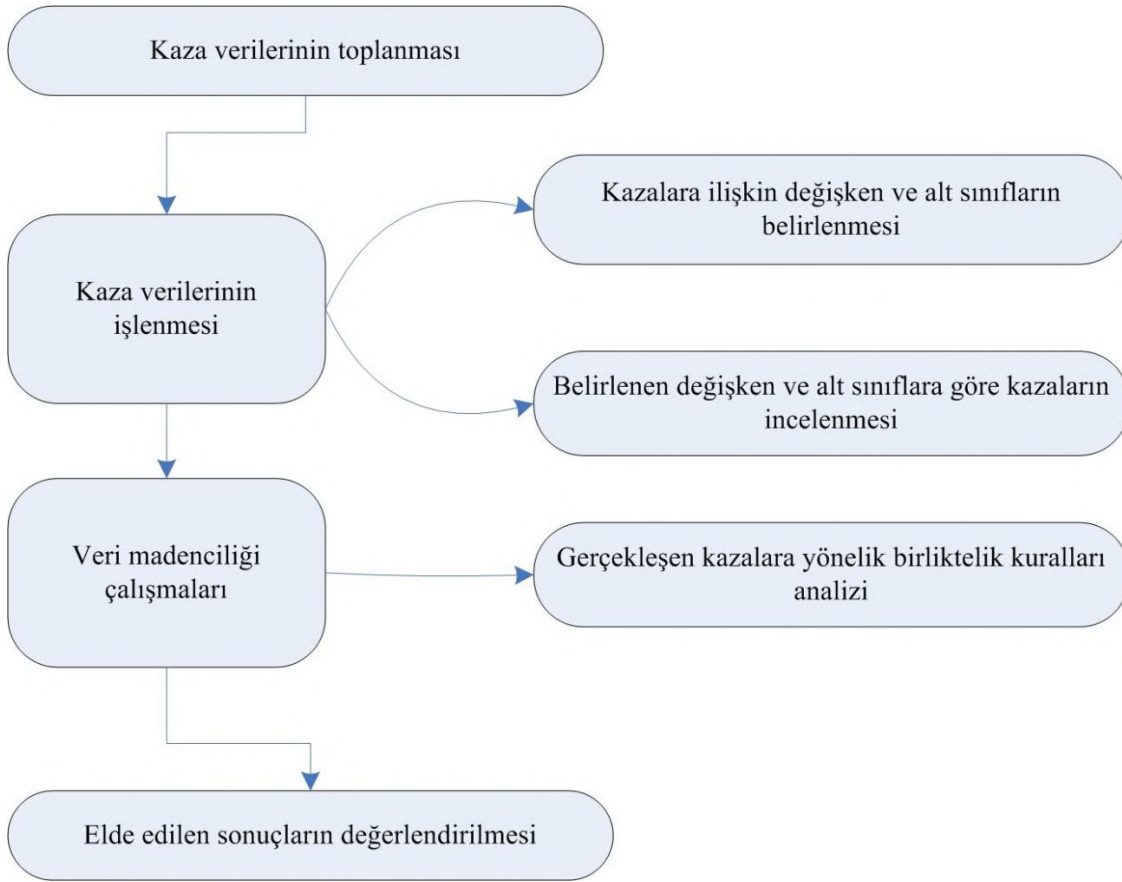 Kaza verilerinin toplanması
Kazalara ilişkin değişken ve alt sınıfların
belirlenmesi
Kaza verilerinin
işlenmesi
Belirlenen değişken ve alt sınıflara göre kazaların
incelenmesi
Veri madenciliği
çalışmaları
Gerçekleşen kazalara yönelik birliktelik kuralları
analizi
Elde edilen sonuçların değerlendirilmesi